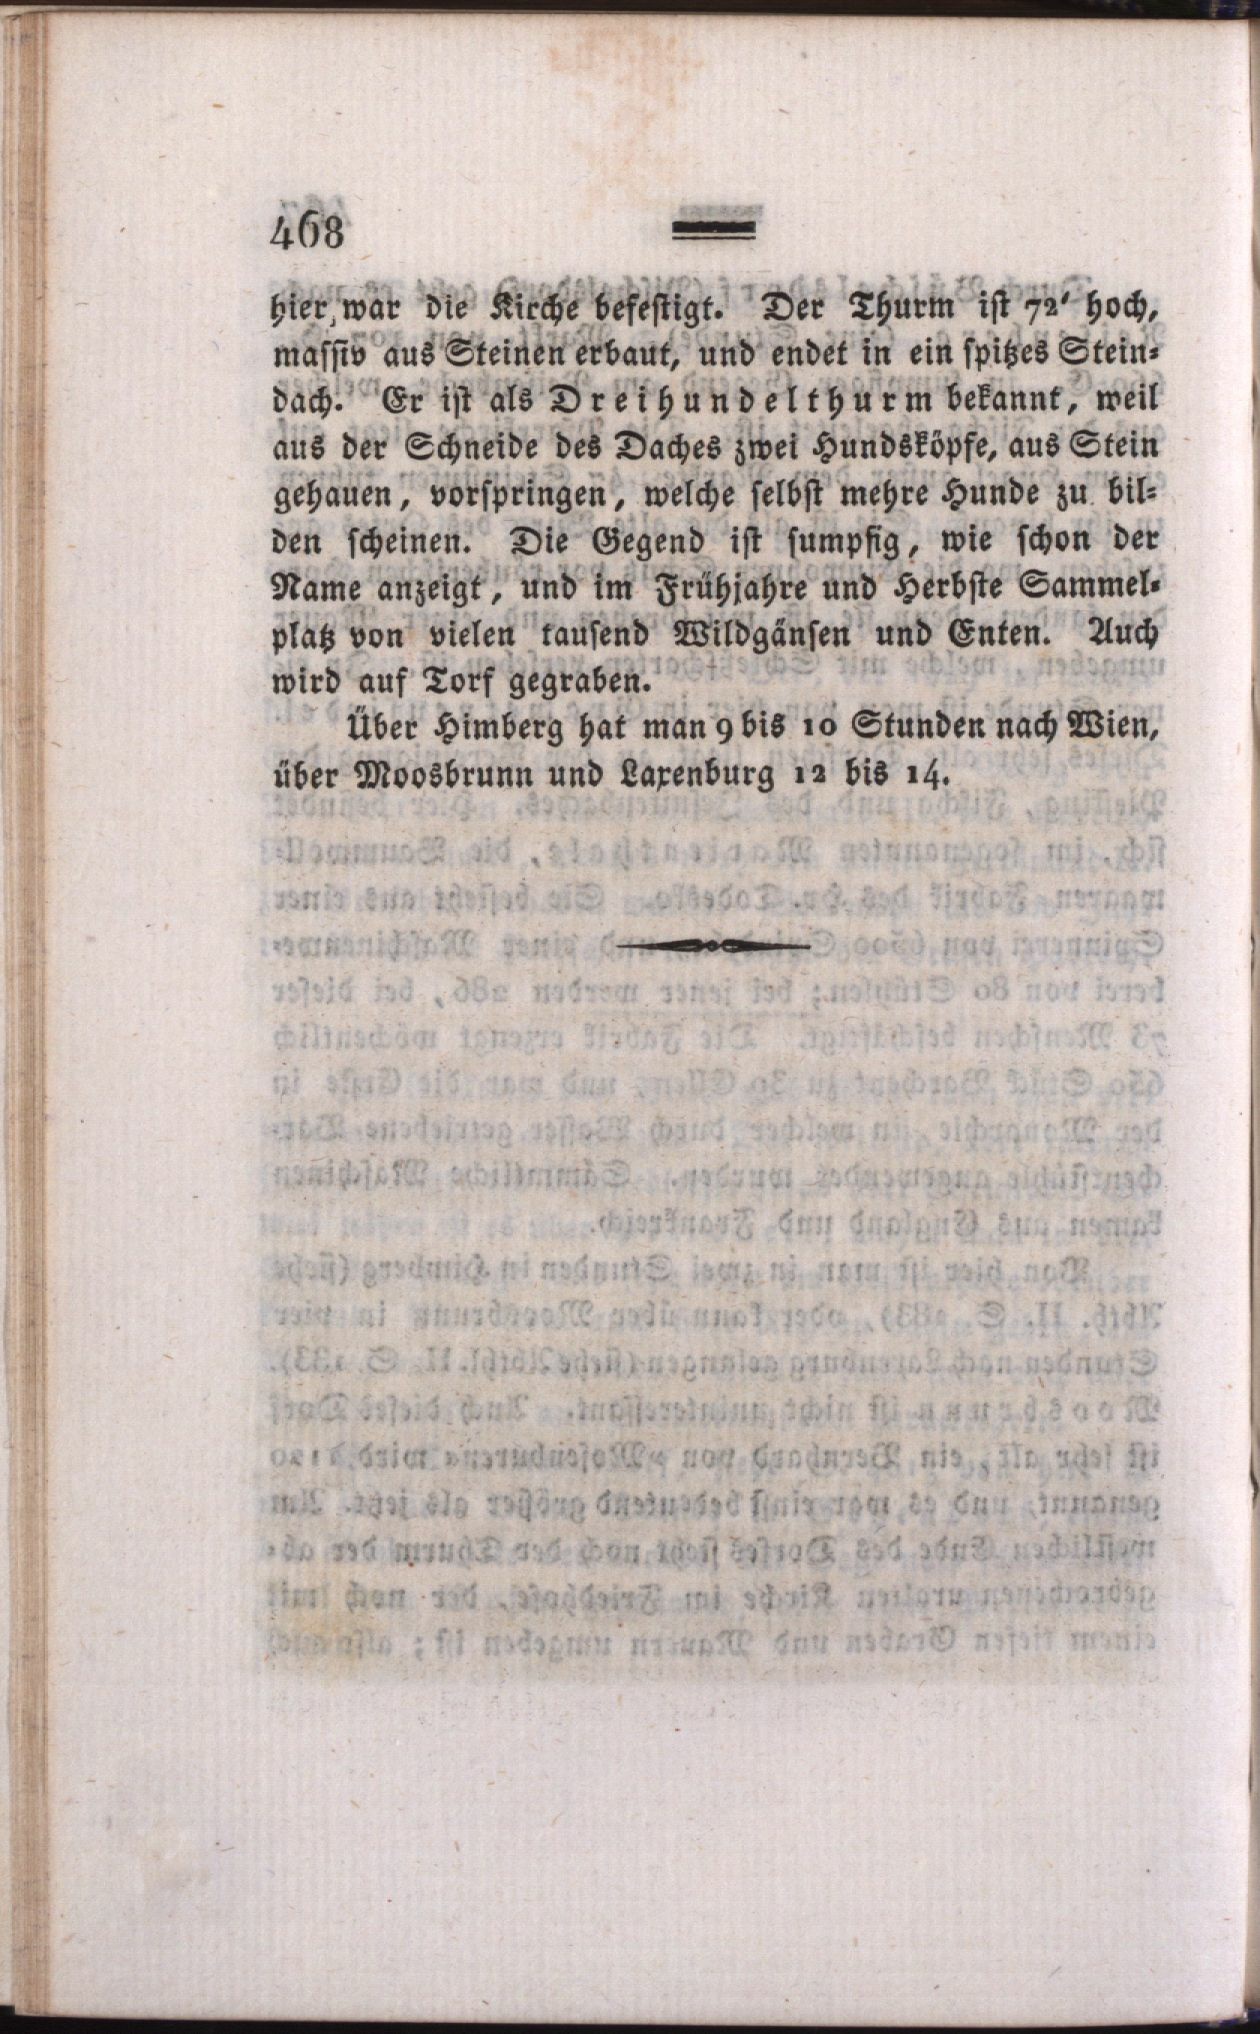 468
hier war die Kirche befestigt. Der Thurm ist 72' hoch,
massiv aus Steinen erbaut, und endet in ein spitzes Stein-
dach. Er ist als Dreihundelthurm bekannt, weil
aus der Schneide des Daches zwei Hundsköpfe, aus Stein
gehauen, vorspringen, welche selbst mehre Hunde zu bil-
den scheinen. Die Gegend ist sumpfig, wie schon der
Name anzeigt, und im Frühjahre und Herbste Sammel-
platz von vielen tausend Wildgänsen und Enten. Auch
wird auf Torf gegraben.
Über Himberg hat man 9 bis 10 Stunden nach Wien,
über Moosbrunn und Laxenburg 12 bis 14.